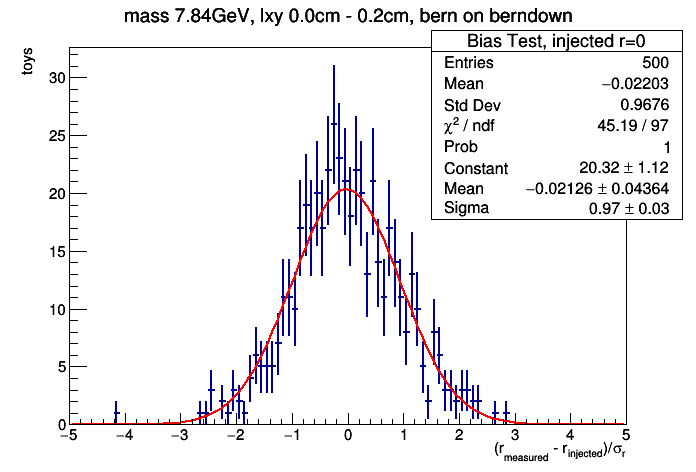 mass 7.84GeV, lxy 0.0cm - 0.2cm, bern on berndown
Bias Test, injected r=0
Entries 500
Mean −0.02203
Std Dev 0.9676
χ² / ndf 45.19 / 97
Prob 1
Constant 20.32 ± 1.12
Mean −0.02126 ± 0.04364
Sigma 0.97 ± 0.03
toys
30
25
20
15
10
5
0
−5 −4 −3 −2 −1 0 1 2 3 4 5
(r_measured - r_injected)/σ_r